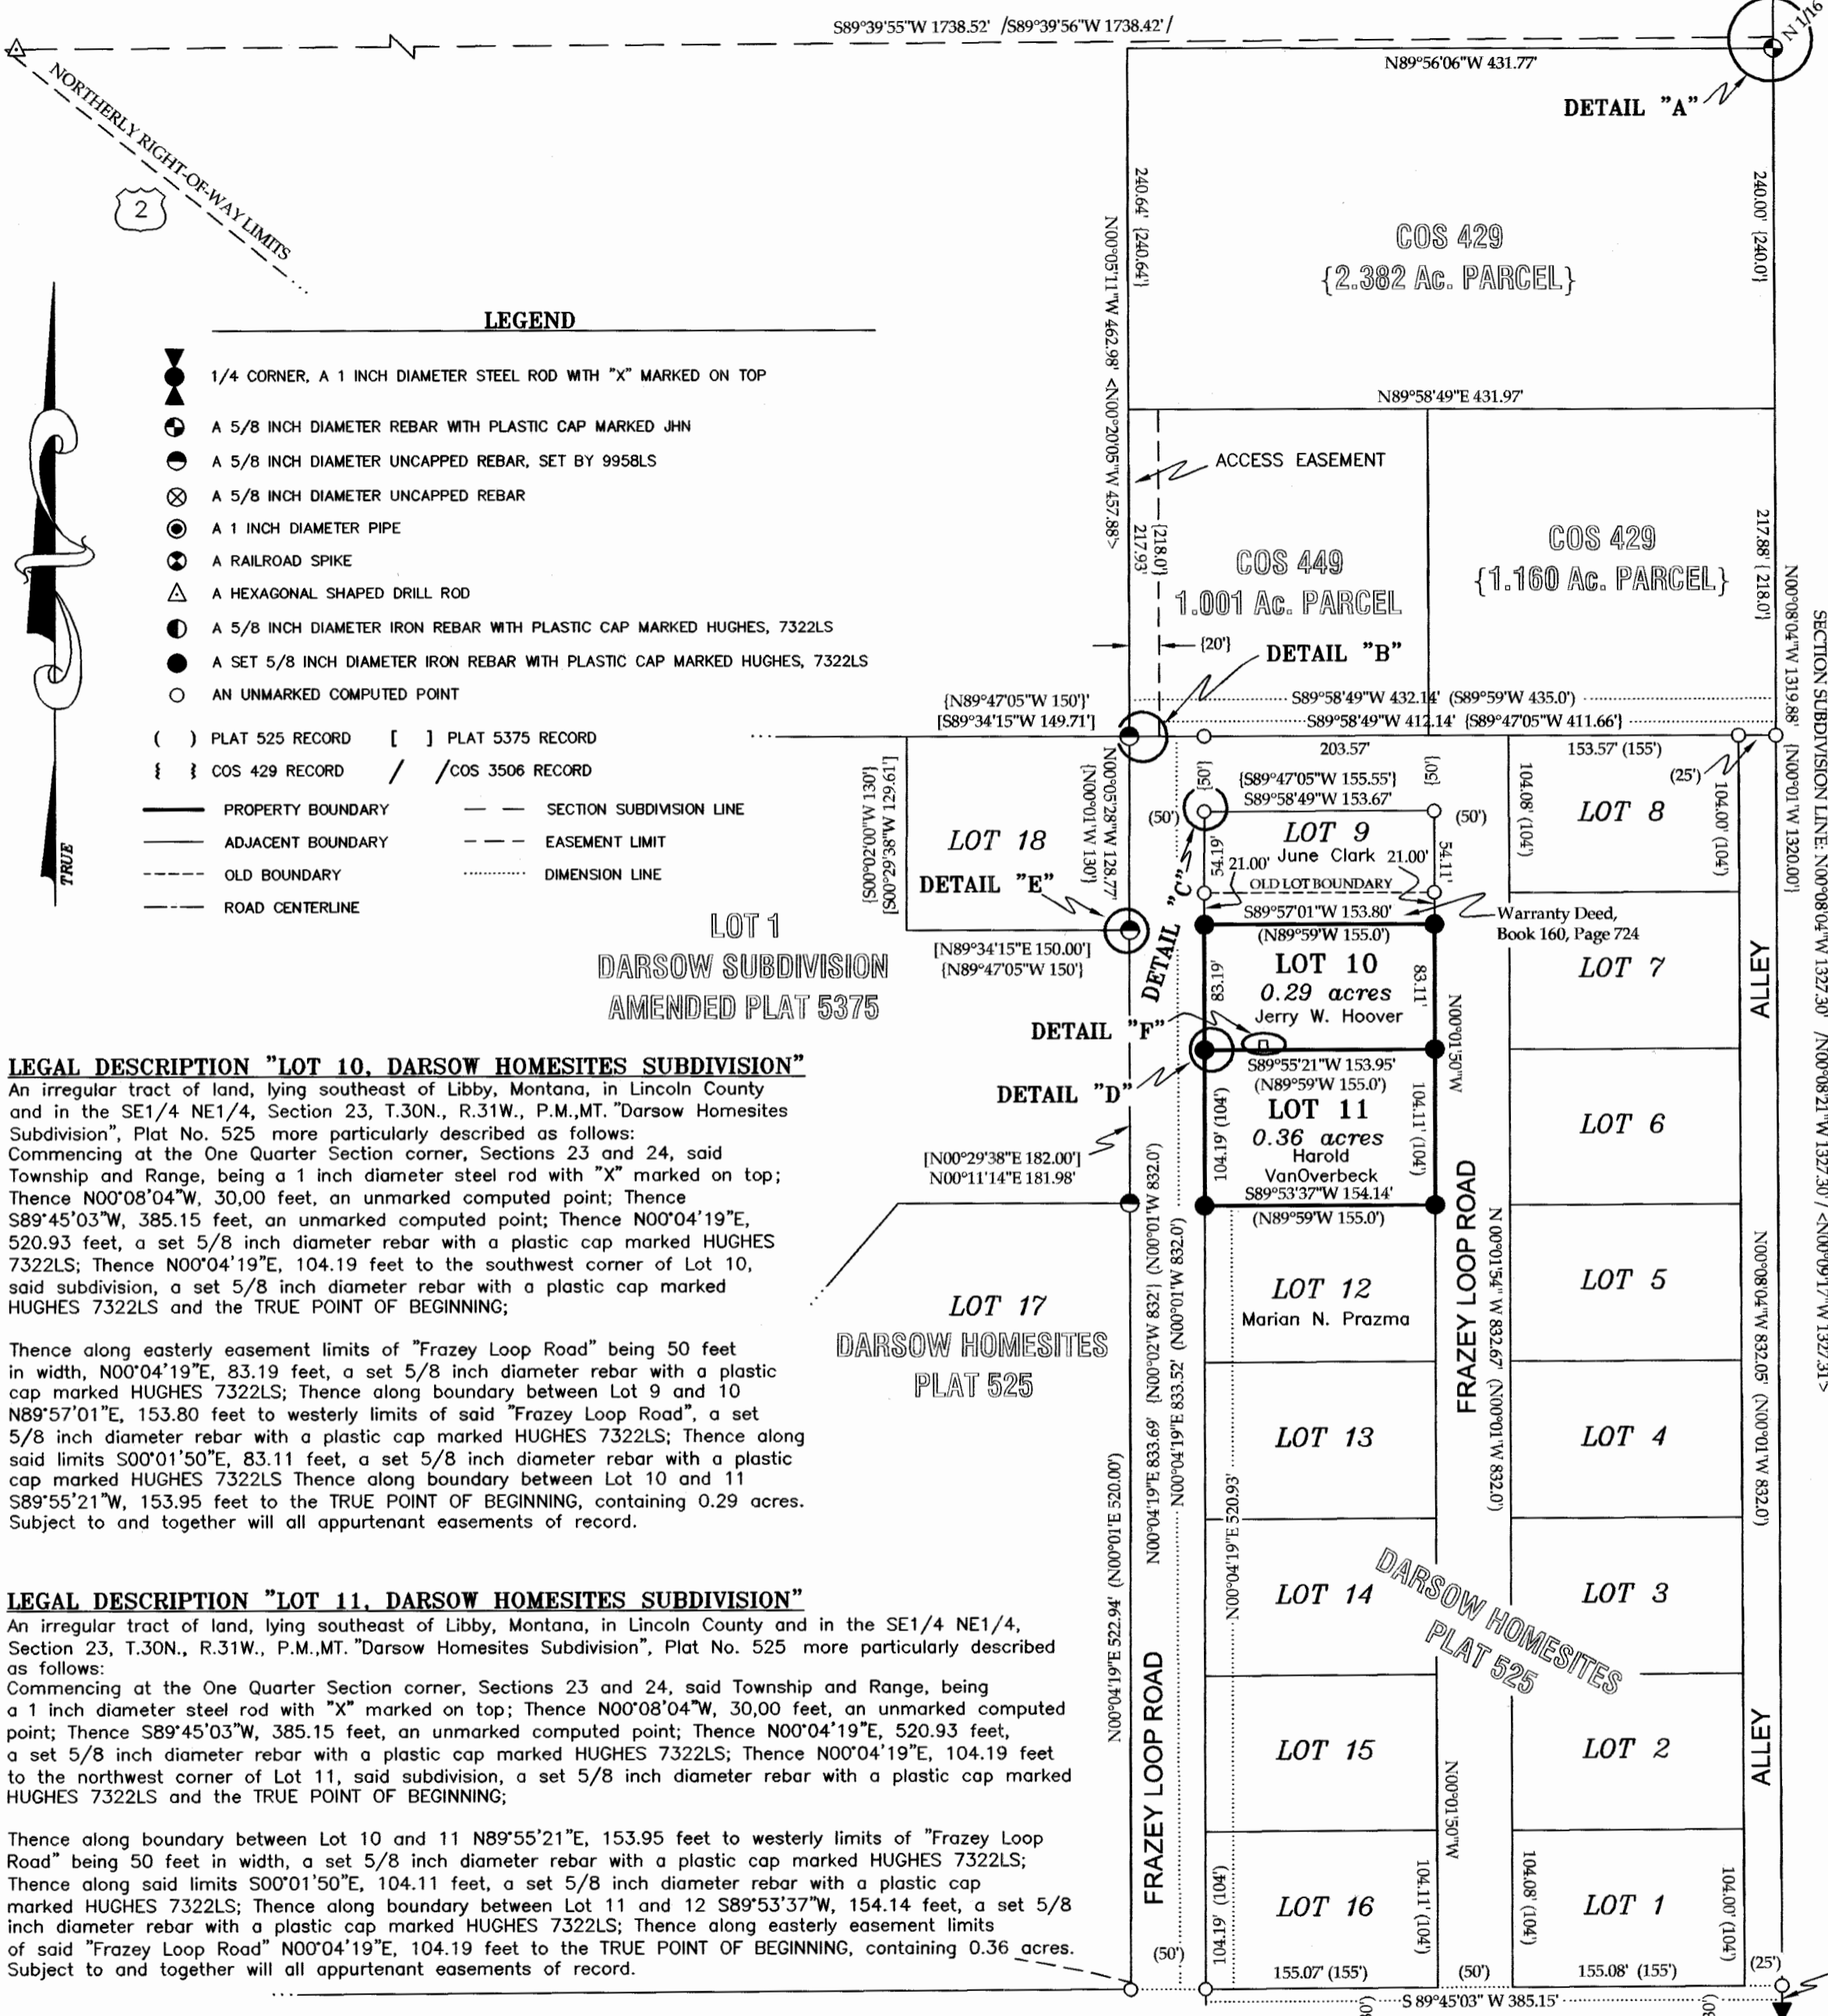 S89°39'55"W 1738.52' /S89°39'56"W 1738.42'/
N 1/16
N89°56'06"W 431.77'
DETAIL "A"
NORTHERLY RIGHT-OF-WAY LIMITS
2
240.64' {240.64'}
N00°05'11"W 462.98' <N00°20'05"W 457.88'>
240.00' {240.0'}
COS 429
{2.382 Ac. PARCEL}
N89°58'49"E 431.97'
LEGEND
1/4 CORNER, A 1 INCH DIAMETER STEEL ROD WITH "X" MARKED ON TOP
A 5/8 INCH DIAMETER REBAR WITH PLASTIC CAP MARKED JHN
A 5/8 INCH DIAMETER UNCAPPED REBAR, SET BY 9958LS
A 5/8 INCH DIAMETER UNCAPPED REBAR
A 1 INCH DIAMETER PIPE
A RAILROAD SPIKE
A HEXAGONAL SHAPED DRILL ROD
A 5/8 INCH DIAMETER IRON REBAR WITH PLASTIC CAP MARKED HUGHES, 7322LS
A SET 5/8 INCH DIAMETER IRON REBAR WITH PLASTIC CAP MARKED HUGHES, 7322LS
AN UNMARKED COMPUTED POINT
( ) PLAT 525 RECORD [ ] PLAT 5375 RECORD
{ } COS 429 RECORD / /COS 3506 RECORD
PROPERTY BOUNDARY
SECTION SUBDIVISION LINE
ADJACENT BOUNDARY
EASEMENT LIMIT
OLD BOUNDARY
DIMENSION LINE
ROAD CENTERLINE
TRUE
ACCESS EASEMENT
217.93'
{218.0'}
COS 449
1.001 Ac. PARCEL
COS 429
{1.160 Ac. PARCEL}
217.88' { 218.0'}
N00°08'04"W 1319.88' {N00°01'W 1320.00'}
SECTION SUBDIVISION LINE: N00°08'04"W 1327.30' /N00°08'21"W 1327.30'/ <N00°09'17"W 1327.31>
{20'}
DETAIL "B"
{N89°47'05"W 150'}'
[S89°34'15"W 149.71']
S89°58'49"W 432.14' (S89°59'W 435.0')
S89°58'49"W 412.14' {S89°47'05"W 411.66'}
203.57'
153.57' (155')
(25')
[S00°29'38"W 129.61']
{S00°02'00"W 130'}
N00°05'28"W 128.77'
{N00°01'W 130'}
{50'}
{S89°47'05"W 155.55'}
S89°58'49"W 153.67'
{50'}
(50')
(50')
104.08' (104')
104.00' (104')
LOT 8
LOT 18
LOT 9
June Clark
54.19'
21.00'
21.00'
54.11'
DETAIL "E"
DETAIL "C"
OLD LOT BOUNDARY
S89°57'01"W 153.80'
(N89°59'W 155.0')
Warranty Deed,
Book 160, Page 724
LOT 1
DARSOW SUBDIVISION
AMENDED PLAT 5375
[N89°34'15"E 150.00']
{N89°47'05"W 150'}
LOT 10
0.29 acres
Jerry W. Hoover
83.19'
83.11'
N00°01'50"W
LOT 7
ALLEY
DETAIL "F"
DETAIL "D"
S89°55'21"W 153.95'
(N89°59'W 155.0')
LOT 11
0.36 acres
Harold
VanOverbeck
104.19' (104')
104.11' (104')
S89°53'37"W 154.14'
(N89°59'W 155.0')
LOT 6
[N00°29'38"E 182.00']
N00°11'14"E 181.98'
LEGAL DESCRIPTION "LOT 10, DARSOW HOMESITES SUBDIVISION"
An irregular tract of land, lying southeast of Libby, Montana, in Lincoln County
and in the SE1/4 NE1/4, Section 23, T.30N., R.31W., P.M.,MT. "Darsow Homesites
Subdivision", Plat No. 525 more particularly described as follows:
Commencing at the One Quarter Section corner, Sections 23 and 24, said
Township and Range, being a 1 inch diameter steel rod with "X" marked on top;
Thence N00°08'04"W, 30,00 feet, an unmarked computed point; Thence
S89°45'03"W, 385.15 feet, an unmarked computed point; Thence N00°04'19"E,
520.93 feet, a set 5/8 inch diameter rebar with a plastic cap marked HUGHES
7322LS; Thence N00°04'19"E, 104.19 feet to the southwest corner of Lot 10,
said subdivision, a set 5/8 inch diameter rebar with a plastic cap marked
HUGHES 7322LS and the TRUE POINT OF BEGINNING;
Thence along easterly easement limits of "Frazey Loop Road" being 50 feet
in width, N00°04'19"E, 83.19 feet, a set 5/8 inch diameter rebar with a plastic
cap marked HUGHES 7322LS; Thence along boundary between Lot 9 and 10
N89°57'01"E, 153.80 feet to westerly limits of said "Frazey Loop Road", a set
5/8 inch diameter rebar with a plastic cap marked HUGHES 7322LS; Thence along
said limits S00°01'50"E, 83.11 feet, a set 5/8 inch diameter rebar with a plastic
cap marked HUGHES 7322LS Thence along boundary between Lot 10 and 11
S89°55'21"W, 153.95 feet to the TRUE POINT OF BEGINNING, containing 0.29 acres.
Subject to and together will all appurtenant easements of record.
LOT 17
DARSOW HOMESITES
PLAT 525
N00°04'19"E 833.69' {N00°02'W 832'} (N00°01'W 832.0')
N00°04'19"E 833.52' (N00°01'W 832.0')
N00°04'19"E 522.94' (N00°01'E 520.00')
N00°04'19"E 520.93'
LOT 12
Marian N. Prazma
FRAZEY LOOP ROAD
N00°01'54" W 832.67' (N00°01'W 832.0')
LOT 5
N00°08'04"W 832.05' (N00°01'W 832.0')
LOT 13
LOT 4
LOT 14
LOT 3
DARSOW HOMESITES
PLAT 525
LOT 15
LOT 2
N00°01'50"W
ALLEY
FRAZEY LOOP ROAD
LOT 16
LOT 1
104.19' (104')
104.11' (104')
104.08' (104')
104.00' (104')
(50')
155.07' (155')
(50')
155.08' (155')
(25')
S 89°45'03" W 385.15'
LEGAL DESCRIPTION "LOT 11, DARSOW HOMESITES SUBDIVISION"
An irregular tract of land, lying southeast of Libby, Montana, in Lincoln County and in the SE1/4 NE1/4,
Section 23, T.30N., R.31W., P.M.,MT. "Darsow Homesites Subdivision", Plat No. 525 more particularly described
as follows:
Commencing at the One Quarter Section corner, Sections 23 and 24, said Township and Range, being
a 1 inch diameter steel rod with "X" marked on top; Thence N00°08'04"W, 30,00 feet, an unmarked computed
point; Thence S89°45'03"W, 385.15 feet, an unmarked computed point; Thence N00°04'19"E, 520.93 feet,
a set 5/8 inch diameter rebar with a plastic cap marked HUGHES 7322LS; Thence N00°04'19"E, 104.19 feet
to the northwest corner of Lot 11, said subdivision, a set 5/8 inch diameter rebar with a plastic cap marked
HUGHES 7322LS and the TRUE POINT OF BEGINNING;
Thence along boundary between Lot 10 and 11 N89°55'21"E, 153.95 feet to westerly limits of "Frazey Loop
Road" being 50 feet in width, a set 5/8 inch diameter rebar with a plastic cap marked HUGHES 7322LS;
Thence along said limits S00°01'50"E, 104.11 feet, a set 5/8 inch diameter rebar with a plastic cap
marked HUGHES 7322LS; Thence along boundary between Lot 11 and 12 S89°53'37"W, 154.14 feet, a set 5/8
inch diameter rebar with a plastic cap marked HUGHES 7322LS; Thence along easterly easement limits
of said "Frazey Loop Road" N00°04'19"E, 104.19 feet to the TRUE POINT OF BEGINNING, containing 0.36 acres.
Subject to and together will all appurtenant easements of record.